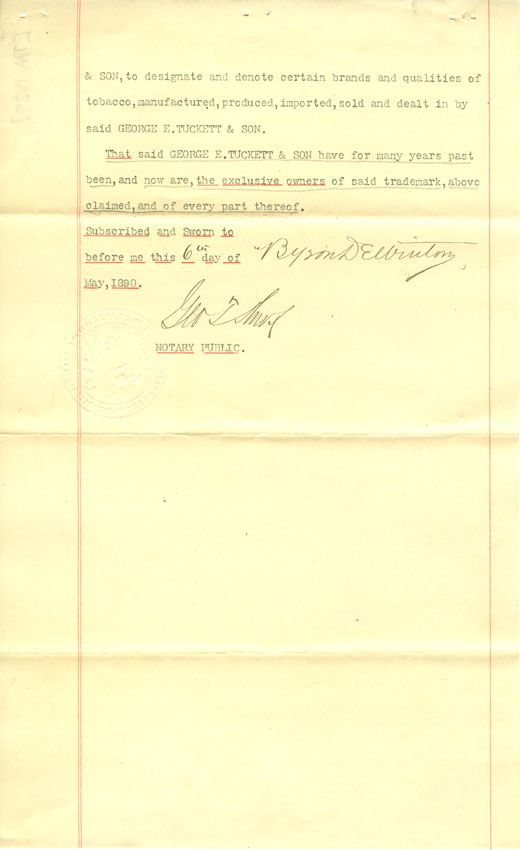 & SON, to designate and denote certain brands and qualities of
tobacco, manufactured, produced, imported, sold and dealt in by
said GEORGE E. TUCKETT & SON.
That said GEORGE E. TUCKETT & SON have for many years past
been, and now are, the exclusive owners of said trademark, above
claimed, and of every part thereof.
Subscribed and Sworn to
before me this 6th day of Byron D
May, 1890.
Geo
NOTARY PUBLIC.